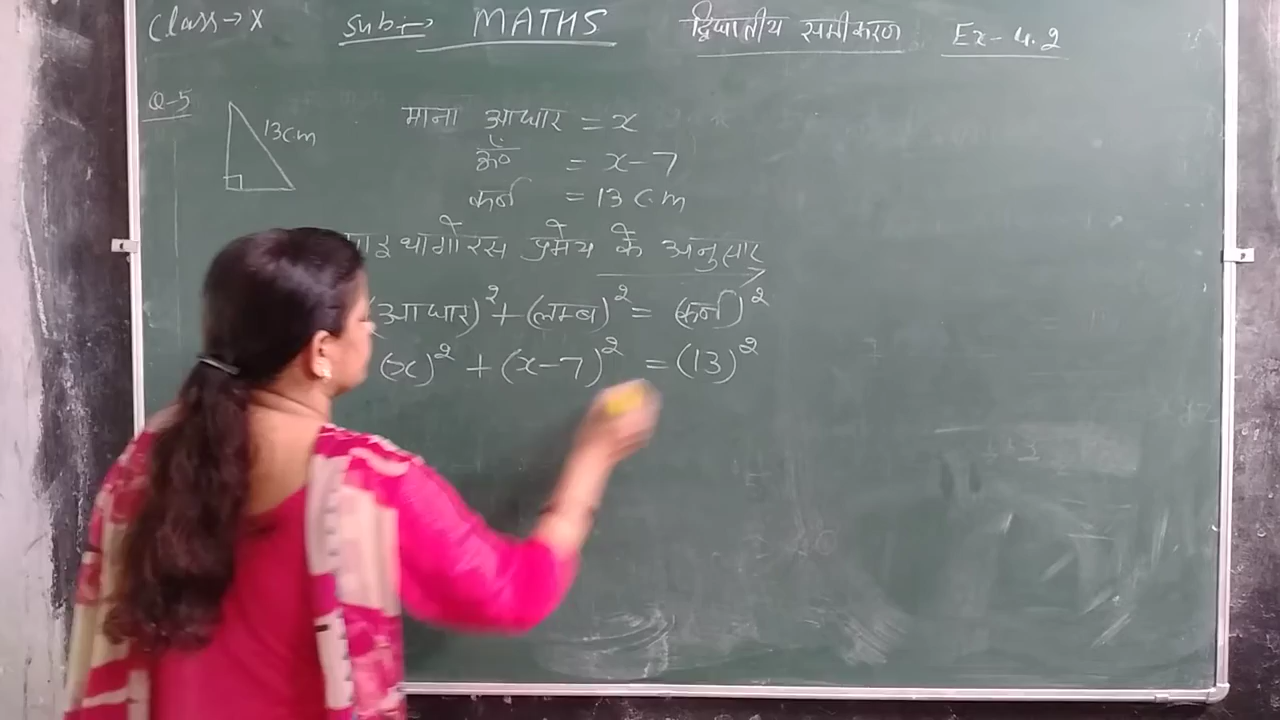 Class→X Sub:→ MATHS द्विघातीय समीकरण Ex-4.2
Q-5
13cm
माना आधार = x
ऊँ० = x-7
कर्ण = 13 cm
पाइथागोरस प्रमेय के अनुसार
(आधार)² + (लम्ब)² = (कर्ण)²
(x)² + (x-7)² = (13)²